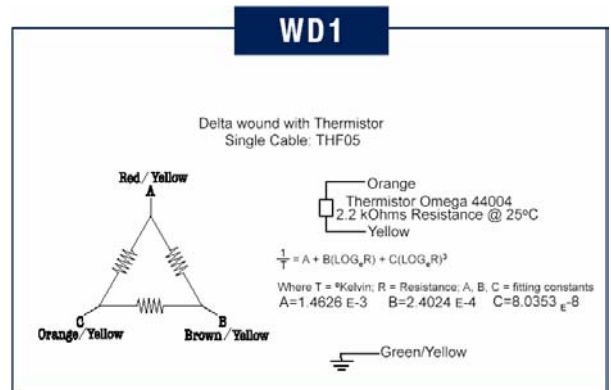 WD1
Delta wound with Thermistor
Single Cable: THF05
Red/Yellow
A
C
Orange/Yellow
B
Brown/Yellow
Orange
Thermistor Omega 44004
2.2 kOhms Resistance @ 25ºC
Yellow
1/T = A + B(LOGₑR) + C(LOGₑR)³
Where T = ºKelvin; R = Resistance; A, B, C = fitting constants
A=1.4626 E-3 B=2.4024 E-4 C=8.0353 E-8
Green/Yellow